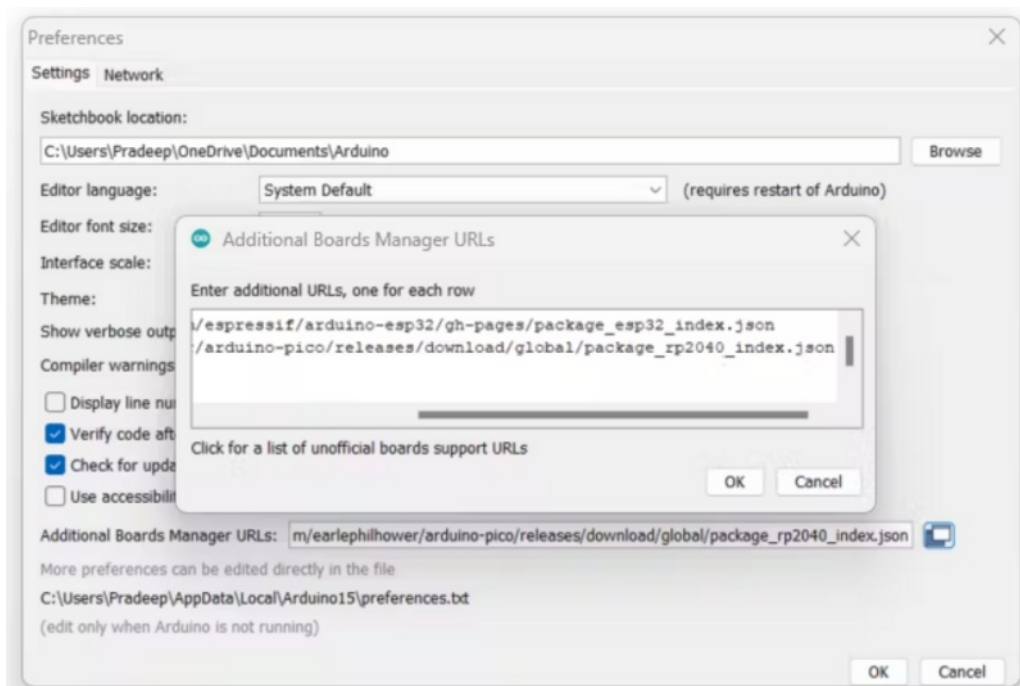 Preferences
Settings Network
Sketchbook location:
C:\Users\Pradeep\OneDrive\Documents\Arduino Browse
Editor language: System Default (requires restart of Arduino)
Editor font size:
Interface scale:
Theme:
Show verbose outp
Compiler warnings
Display line nu
Verify code aft
Check for upda
Use accessibilit
Additional Boards Manager URLs
Enter additional URLs, one for each row
/espressif/arduino-esp32/gh-pages/package_esp32_index.json
/arduino-pico/releases/download/global/package_rp2040_index.json
Click for a list of unofficial boards support URLs
OK Cancel
Additional Boards Manager URLs: m/earlephilhower/arduino-pico/releases/download/global/package_rp2040_index.json
More preferences can be edited directly in the file
C:\Users\Pradeep\AppData\Local\Arduino15\preferences.txt
(edit only when Arduino is not running)
OK Cancel